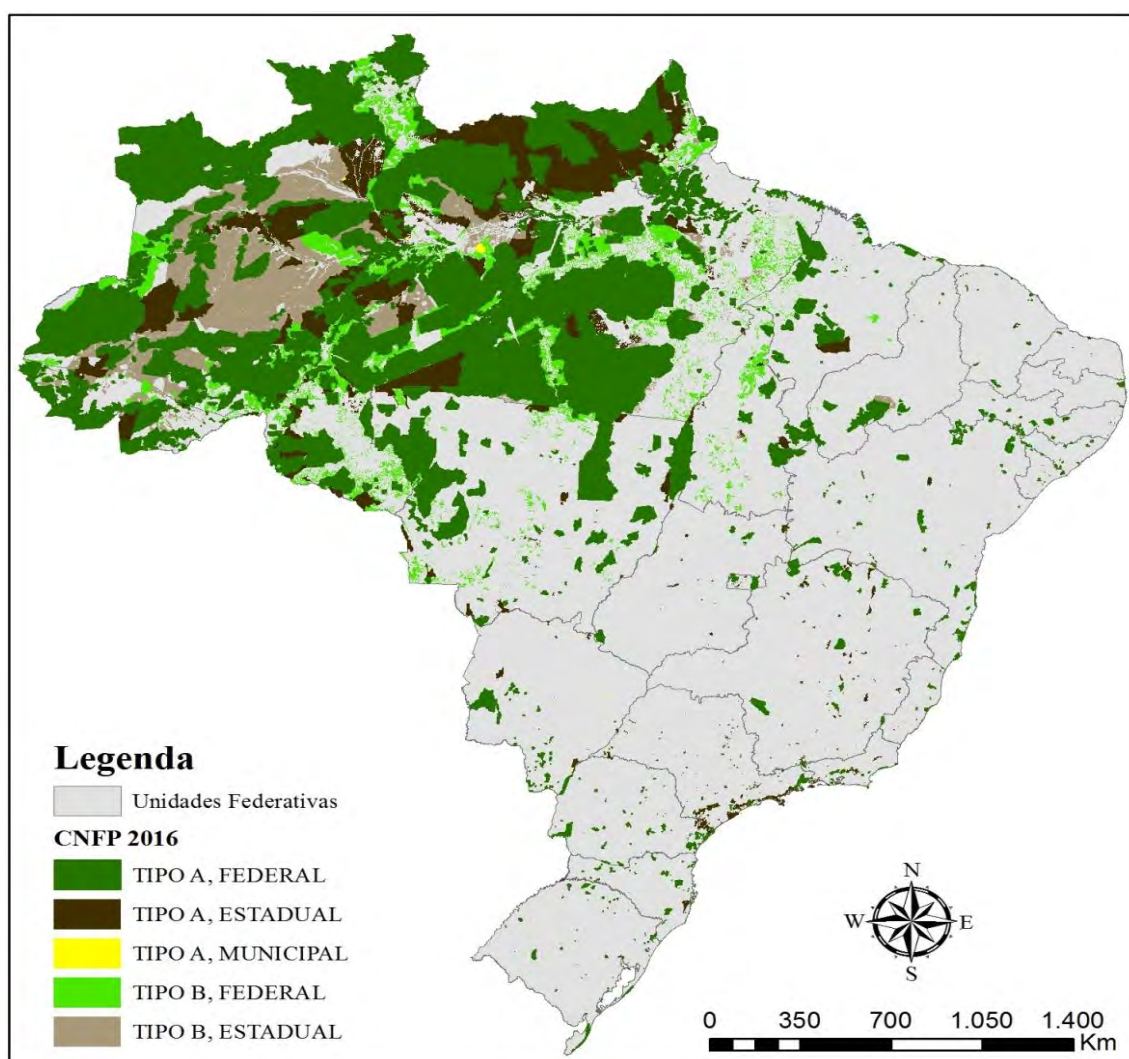 Legenda
Unidades Federativas
CNFP 2016
TIPO A, FEDERAL
TIPO A, ESTADUAL
TIPO A, MUNICIPAL
TIPO B, FEDERAL
TIPO B, ESTADUAL
N
W E
S
0 350 700 1.050 1.400
Km